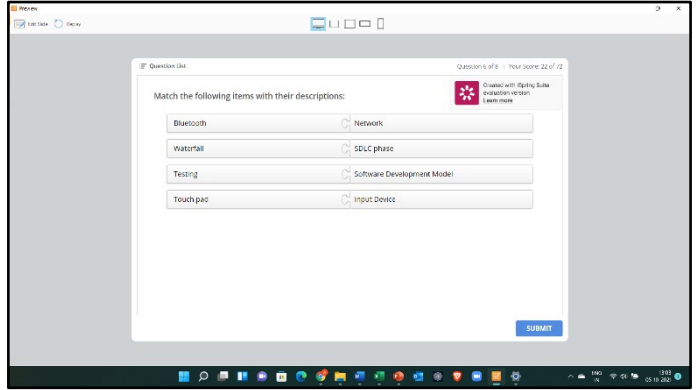 Preview
Edit Slide Replay
Question List Question 6 of 8 | Your Score: 22 of 72
Created with iSpring Suite
evaluation version
Learn more
Match the following items with their descriptions:
Bluetooth Network
Waterfall SDLC phase
Testing Software Development Model
Touch pad Input Device
SUBMIT
ENG 13:03
IN 05-10-2021